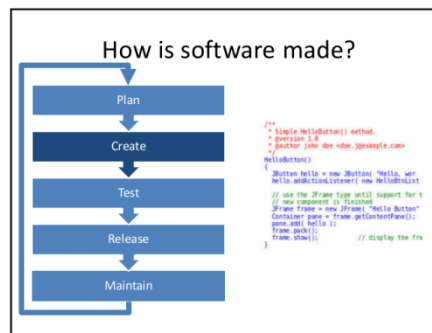 How is software made?
Plan
Create
Test
Release
Maintain
/**
* Simple HelloButton() method.
* @version 1.0
* @author john doe <doe.j@example.com>
*/
HelloButton()
{
JButton hello = new JButton( "Hello, wor
hello.addActionListener( new HelloBtnList
// use the JFrame type until support for t
// new component is finished
JFrame frame = new JFrame( "Hello Button"
Container pane = frame.getContentPane();
pane.add( hello );
frame.pack();
frame.show(); // display the fra
}